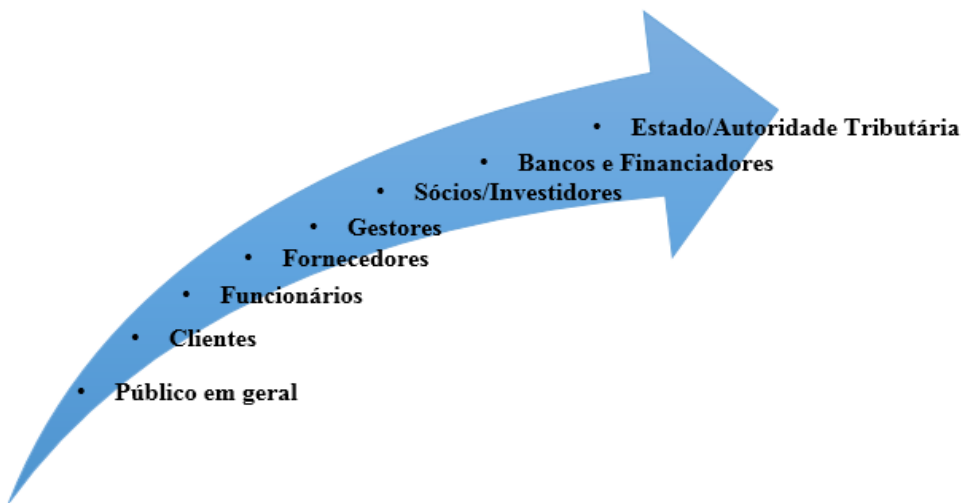 • Estado/Autoridade Tributária
• Bancos e Financiadores
• Sócios/Investidores
• Gestores
• Fornecedores
• Funcionários
• Clientes
• Público em geral